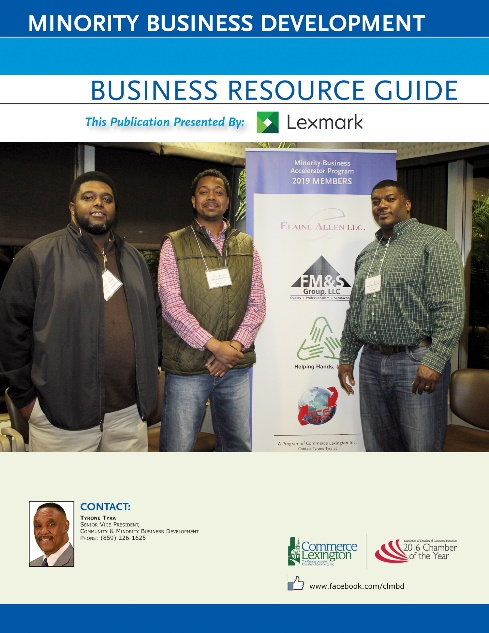 MINORITY BUSINESS DEVELOPMENT
BUSINESS RESOURCE GUIDE
This Publication Presented By: Lexmark
Minority Business
Accelerator Program
2019 MEMBERS
ELAINE ALLEN LLC.
FM&S
Group, LLC
Helping Hands,
A Program of Commerce Lexington Inc.
CONTACT:
TYRONE TYRA
SENIOR VICE PRESIDENT,
COMMUNITY & MINORITY BUSINESS DEVELOPMENT
PHONE: (859) 226-1625
Commerce
Lexington
2016 Chamber
of the Year
www.facebook.com/clmbd